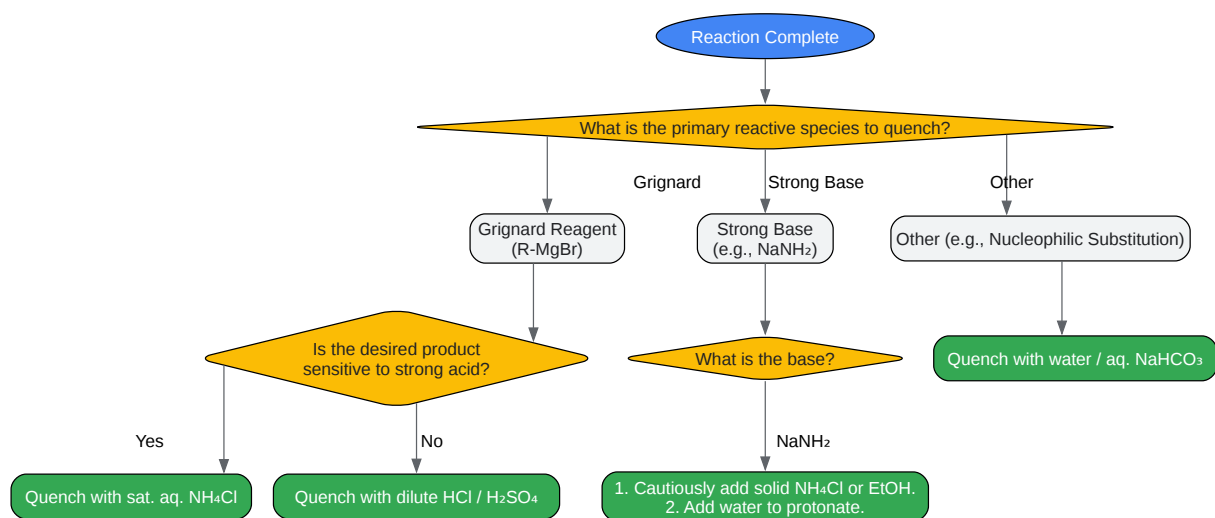 Reaction Complete
What is the primary reactive species to quench?
Grignard
Strong Base
Other
Grignard Reagent
(R-MgBr)
Strong Base
(e.g., NaNH₂)
Other (e.g., Nucleophilic Substitution)
Is the desired product
sensitive to strong acid?
What is the base?
Quench with water / aq. NaHCO₃
Yes
No
NaNH₂
Quench with sat. aq. NH₄Cl
Quench with dilute HCl / H₂SO₄
1. Cautiously add solid NH₄Cl or EtOH.
2. Add water to protonate.